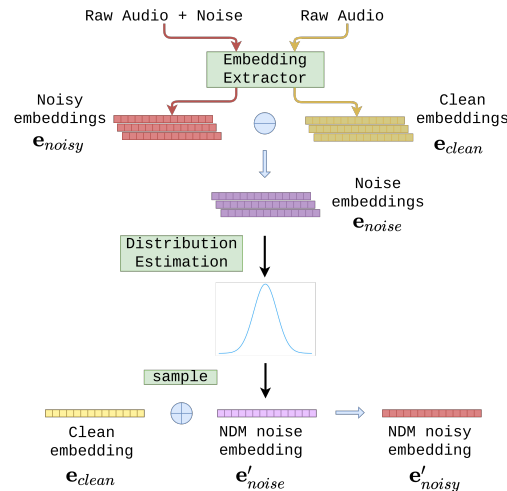 Raw Audio + Noise
Raw Audio
Embedding
Extractor
Noisy
embeddings
e_noisy
Clean
embeddings
e_clean
Noise
embeddings
e_noise
Distribution
Estimation
sample
Clean
embedding
e_clean
NDM noise
embedding
e′_noise
NDM noisy
embedding
e′_noisy